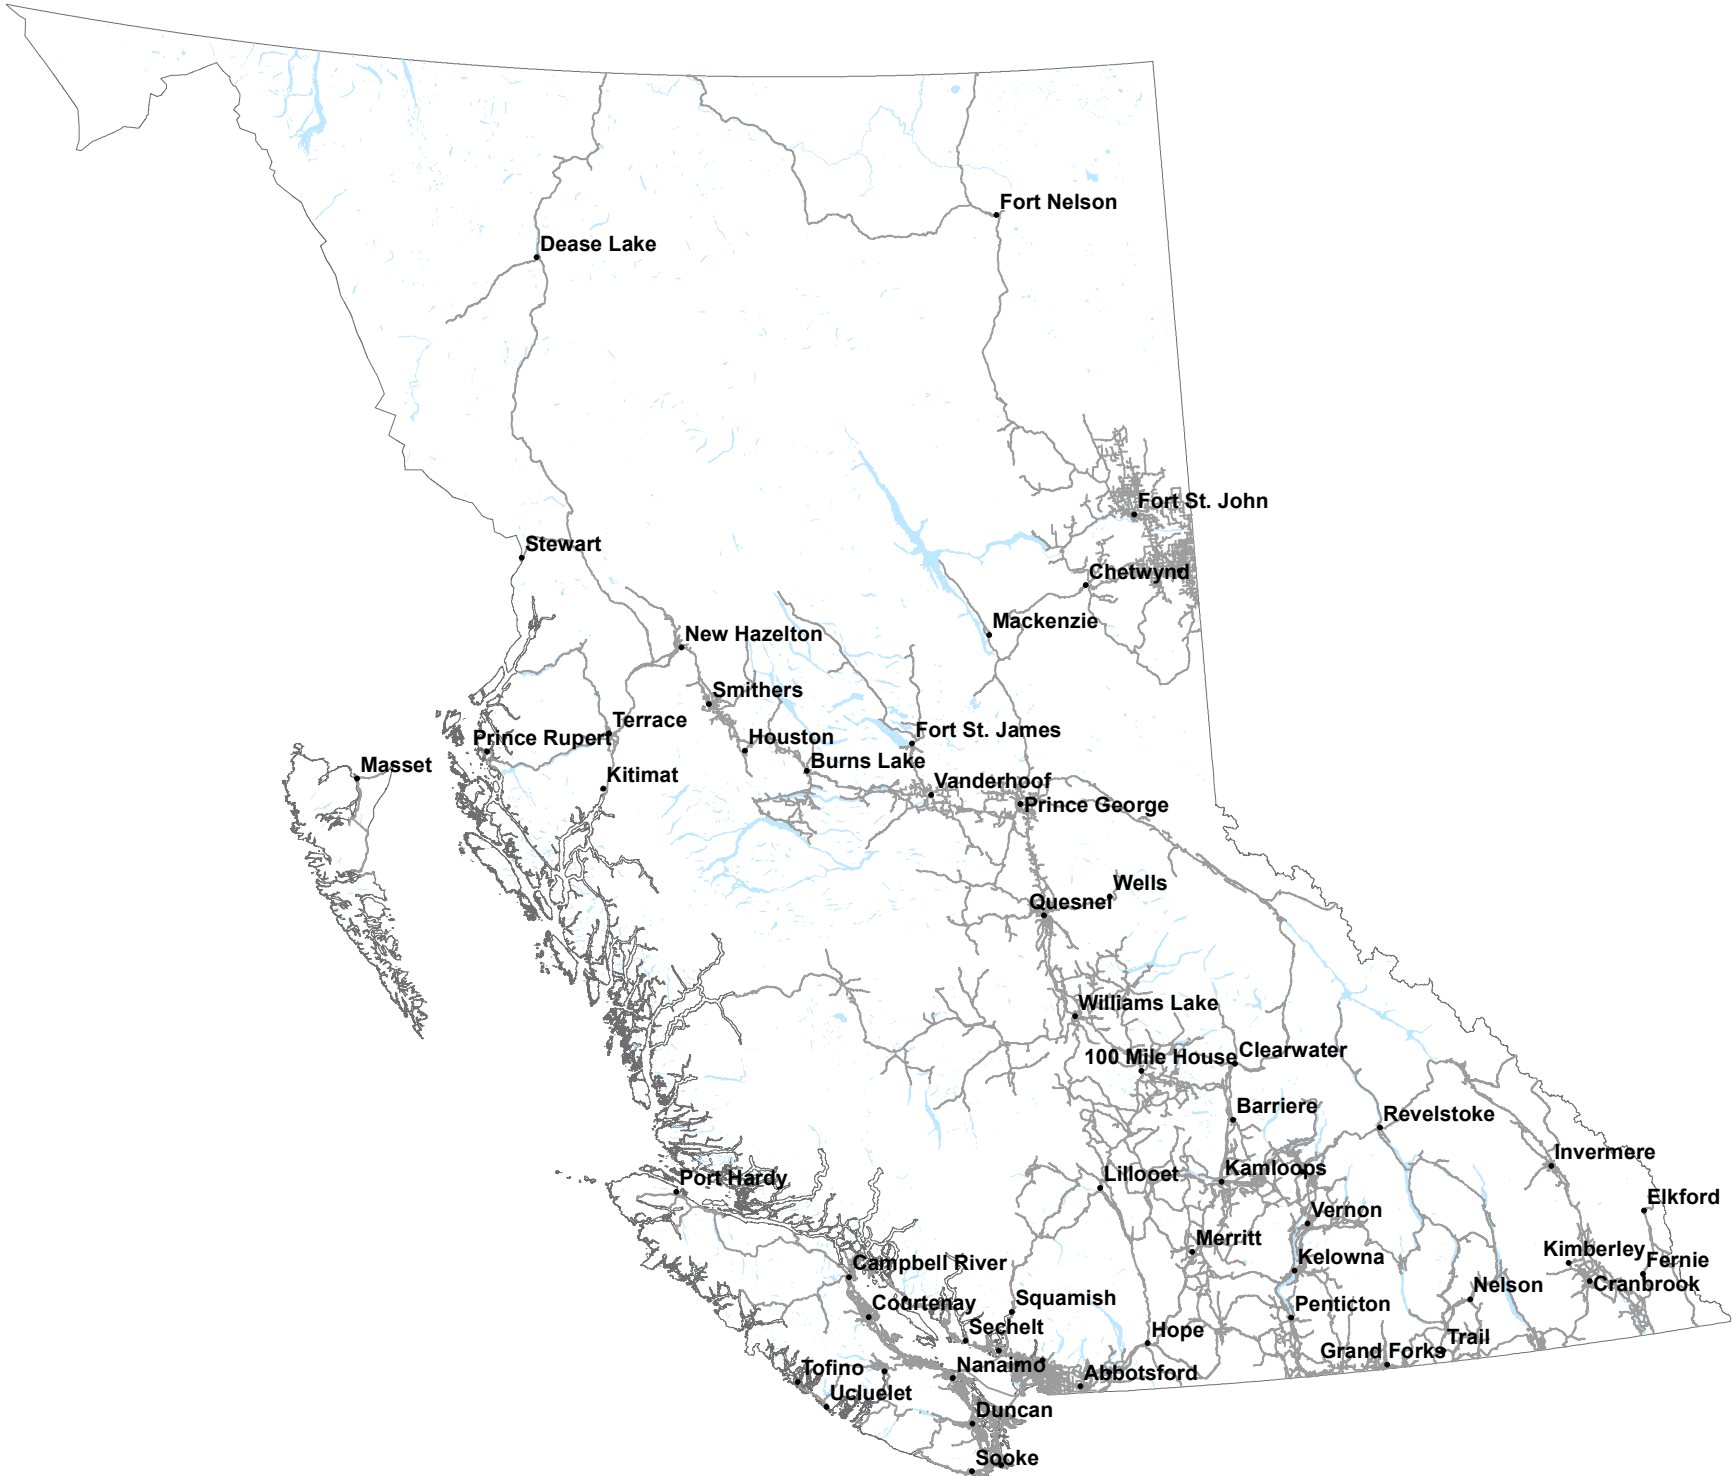 Fort Nelson
Dease Lake
Fort St. John
Stewart
Chetwynd
Mackenzie
New Hazelton
Smithers
Terrace
Fort St. James
Prince Rupert
Houston
Masset
Burns Lake
Kitimat
Vanderhoof
Prince George
Wells
Quesnel
Williams Lake
100 Mile House
Clearwater
Barriere
Revelstoke
Invermere
Port Hardy
Lillooet
Kamloops
Elkford
Vernon
Merritt
Kimberley
Campbell River
Kelowna
Fernie
Cranbrook
Nelson
Courtenay
Squamish
Penticton
Sechelt
Hope
Trail
Grand Forks
Tofino
Nanaimo
Abbotsford
Ucluelet
Duncan
Sooke